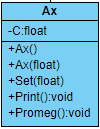 Ax
-C:float
+Ax()
+Ax(float)
+Set(float)
+Print():void
+Promeg():void